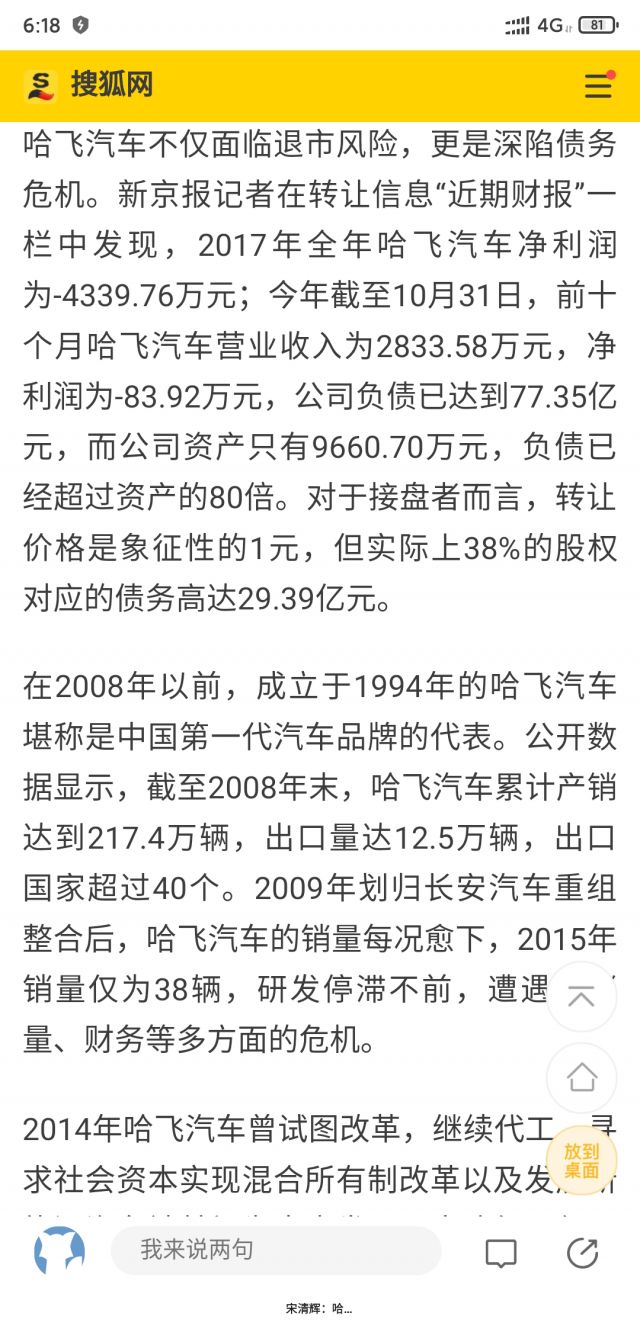 6:18
4G
81
搜狐网
哈飞汽车不仅面临退市风险，更是深陷债务
危机。新京报记者在转让信息“近期财报”一
栏中发现，2017年全年哈飞汽车净利润
为-4339.76万元；今年截至10月31日，前十
个月哈飞汽车营业收入为2833.58万元，净
利润为-83.92万元，公司负债已达到77.35亿
元，而公司资产只有9660.70万元，负债已
经超过资产的80倍。对于接盘者而言，转让
价格是象征性的1元，但实际上38%的股权
对应的债务高达29.39亿元。
在2008年以前，成立于1994年的哈飞汽车
堪称是中国第一代汽车品牌的代表。公开数
据显示，截至2008年末，哈飞汽车累计产销
达到217.4万辆，出口量达12.5万辆，出口
国家超过40个。2009年划归长安汽车重组
整合后，哈飞汽车的销量每况愈下，2015年
销量仅为38辆，研发停滞不前，遭遇
量、财务等多方面的危机。
2014年哈飞汽车曾试图改革，继续代工、寻
求社会资本实现混合所有制改革以及发
放到
桌面
我来说两句
宋清辉：哈...